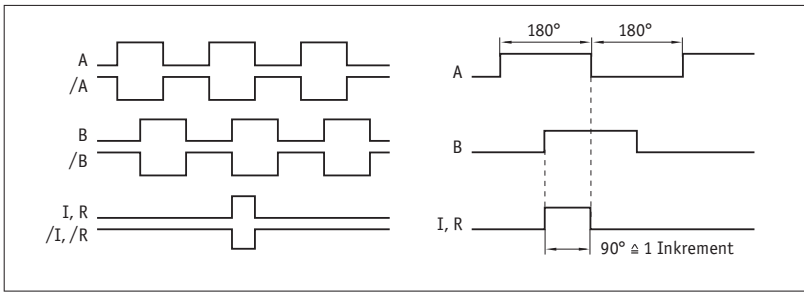 A
/A
B
/B
I, R
/I, /R
180° 180°
A
B
I, R
90° ≙ 1 Inkrement